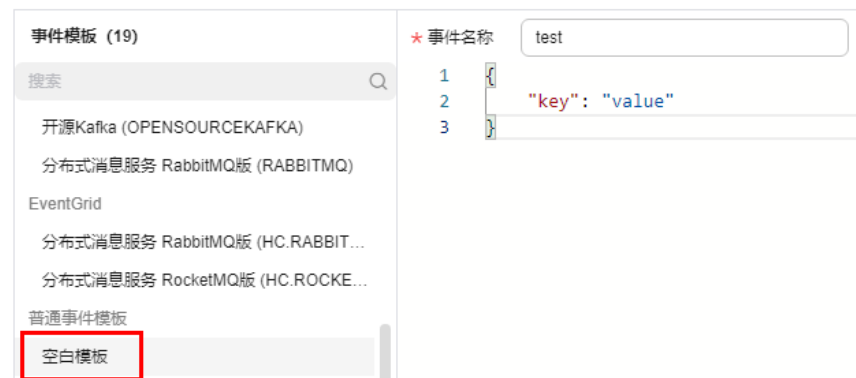 事件模板（19）
搜索
开源Kafka (OPENSOURCEKAFKA)
分布式消息服务 RabbitMQ版 (RABBITMQ)
EventGrid
分布式消息服务 RabbitMQ版 (HC.RABBIT...
分布式消息服务 RocketMQ版 (HC.ROCKE...
普通事件模板
空白模板
* 事件名称 test
1 {
2 "key": "value"
3 }